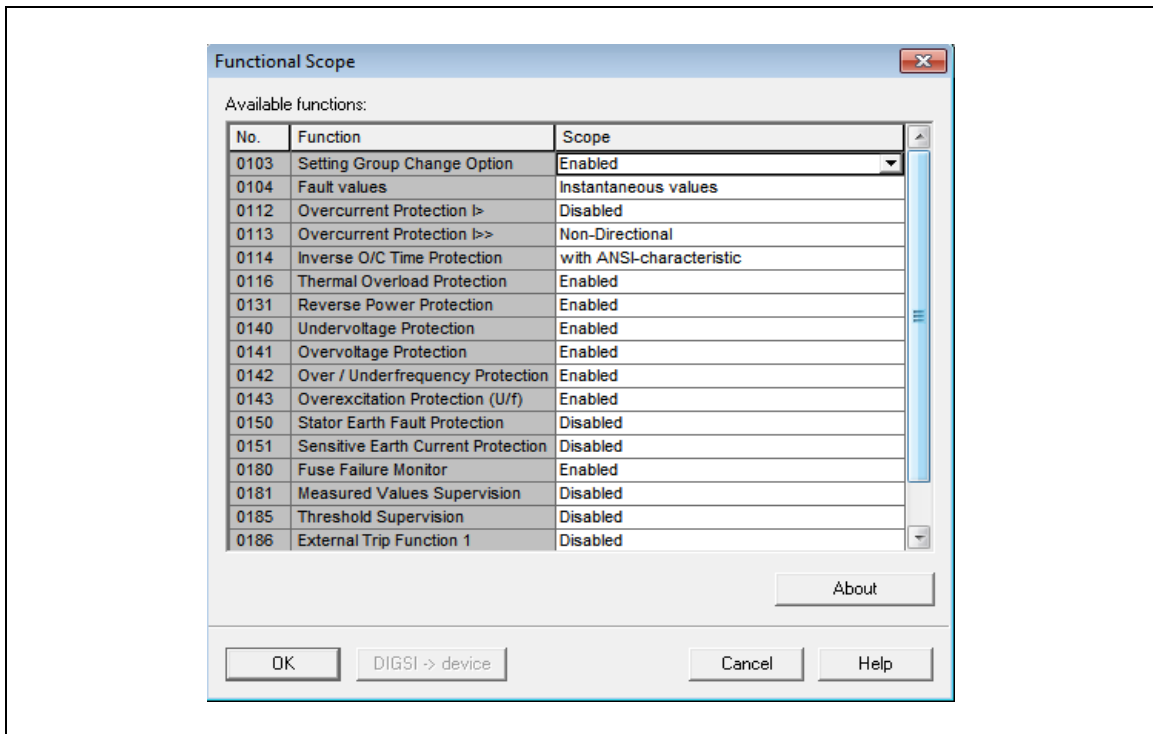 Functional Scope
Available functions:
No. Function Scope
0103 Setting Group Change Option Enabled
0104 Fault values Instantaneous values
0112 Overcurrent Protection I> Disabled
0113 Overcurrent Protection I>> Non-Directional
0114 Inverse O/C Time Protection with ANSI-characteristic
0116 Thermal Overload Protection Enabled
0131 Reverse Power Protection Enabled
0140 Undervoltage Protection Enabled
0141 Overvoltage Protection Enabled
0142 Over / Underfrequency Protection Enabled
0143 Overexcitation Protection (U/f) Enabled
0150 Stator Earth Fault Protection Disabled
0151 Sensitive Earth Current Protection Disabled
0180 Fuse Failure Monitor Enabled
0181 Measured Values Supervision Disabled
0185 Threshold Supervision Disabled
0186 External Trip Function 1 Disabled
About
OK DIGSI -> device Cancel Help